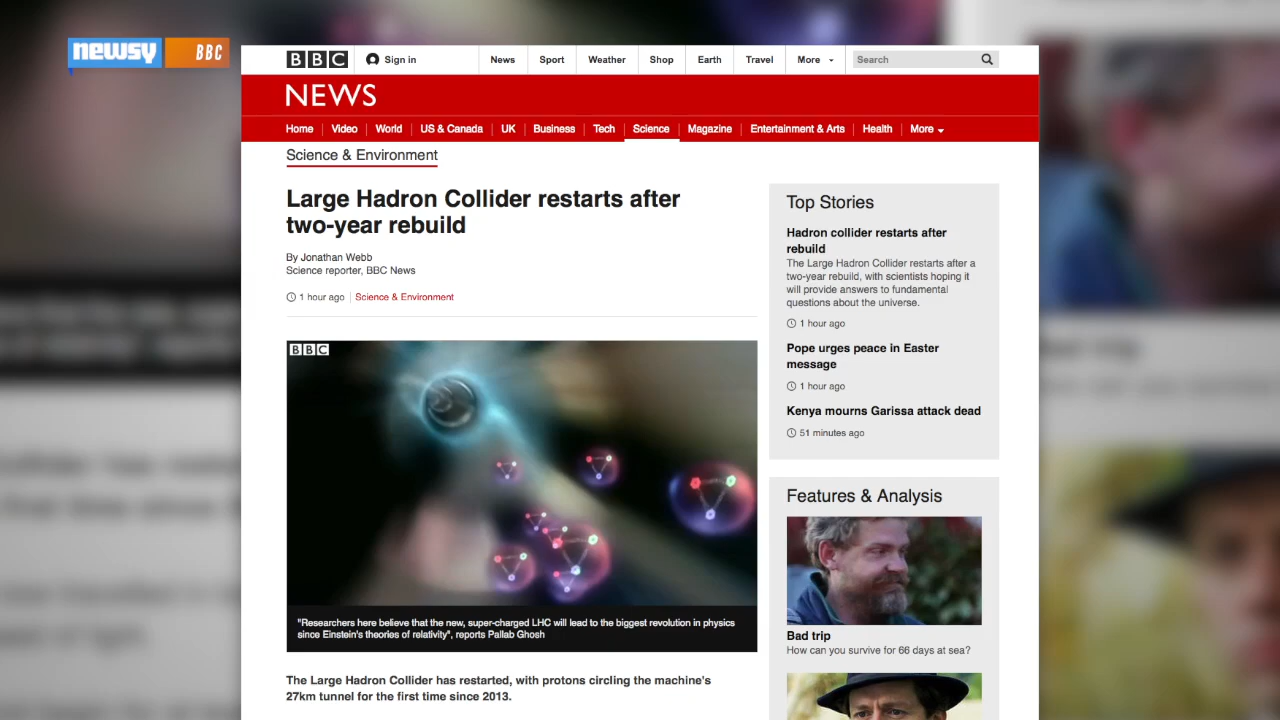 newsy BBC
BBC Sign in News Sport Weather Shop Earth Travel More Search
NEWS
Home Video World US & Canada UK Business Tech Science Magazine Entertainment & Arts Health More
Science & Environment
Large Hadron Collider restarts after
two-year rebuild
By Jonathan Webb
Science reporter, BBC News
1 hour ago Science & Environment
BBC
"Researchers here believe that the new, super-charged LHC will lead to the biggest revolution in physics
since Einstein's theories of relativity", reports Pallab Ghosh
The Large Hadron Collider has restarted, with protons circling the machine's
27km tunnel for the first time since 2013.
Top Stories
Hadron collider restarts after
rebuild
The Large Hadron Collider restarts after a
two-year rebuild, with scientists hoping it
will provide answers to fundamental
questions about the universe.
1 hour ago
Pope urges peace in Easter
message
1 hour ago
Kenya mourns Garissa attack dead
51 minutes ago
Features & Analysis
Bad trip
How can you survive for 66 days at sea?